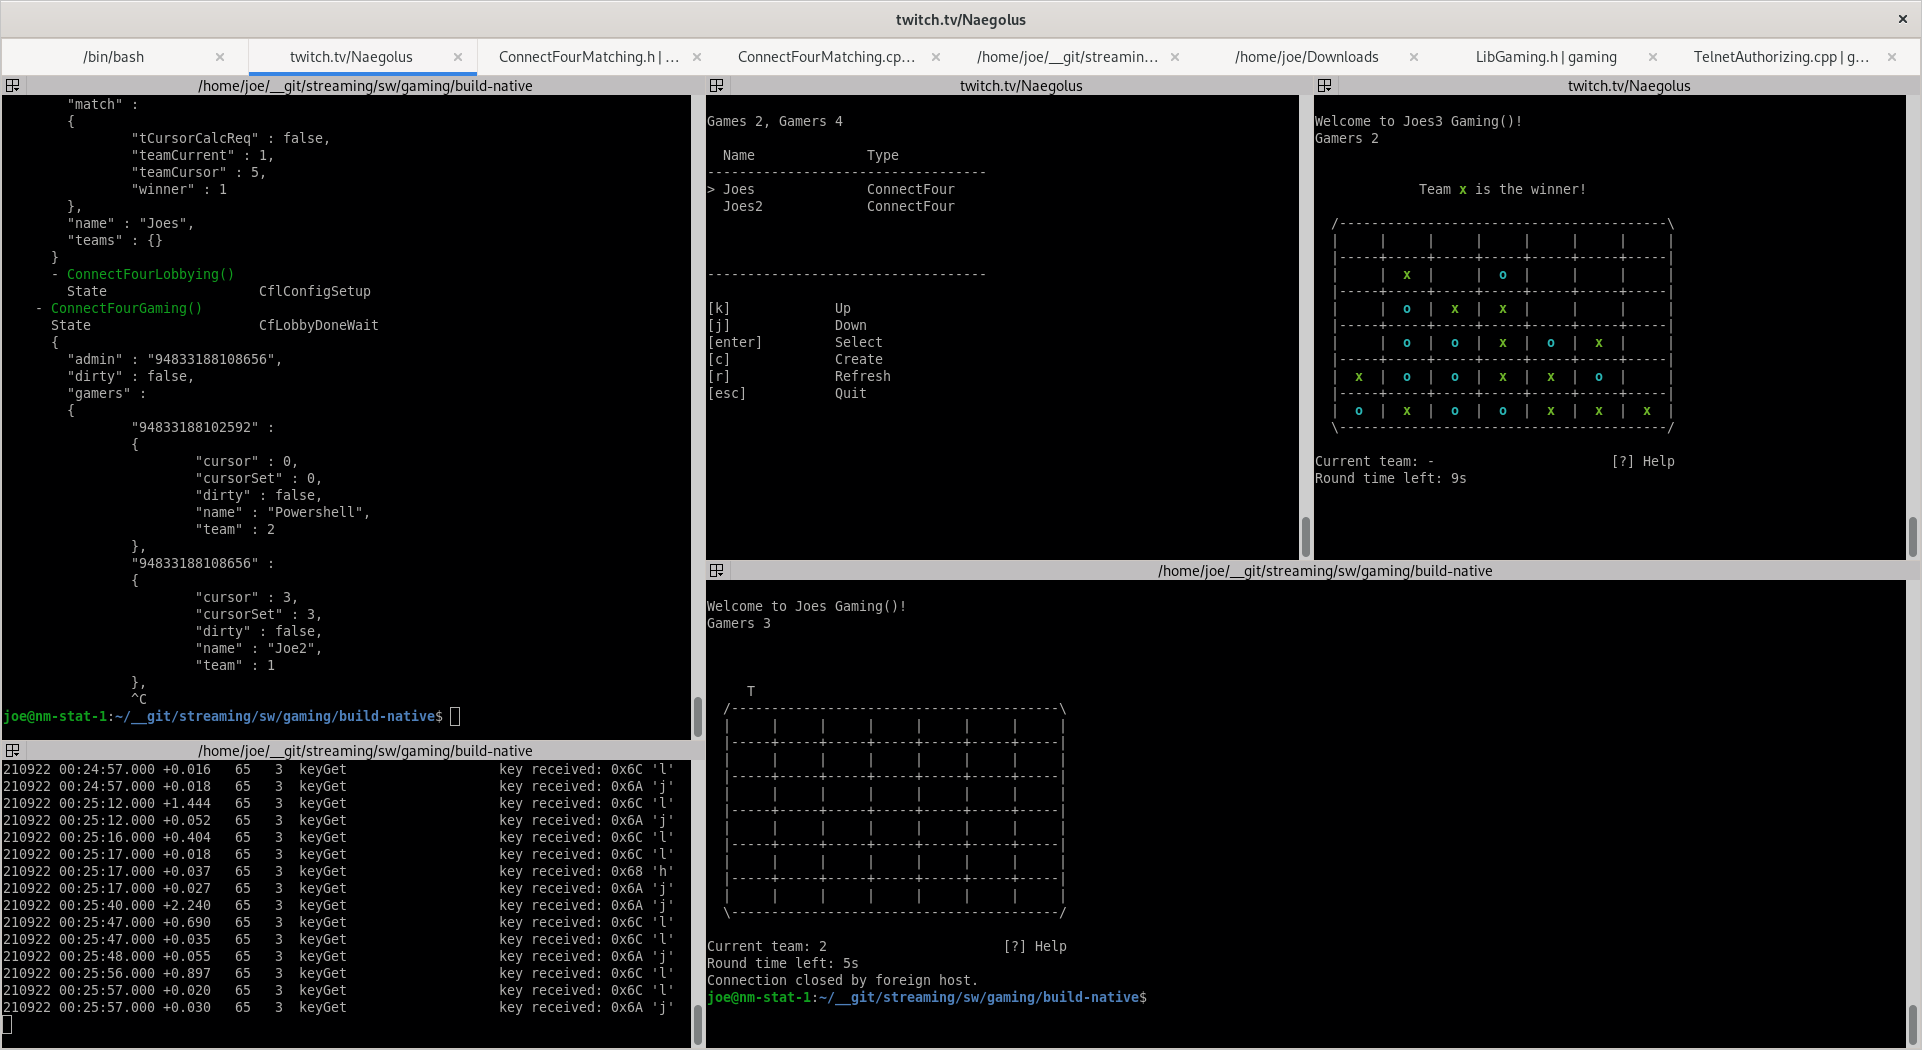 twitch.tv/Naegolus ×
/bin/bash × twitch.tv/Naegolus × ConnectFourMatching.h | ... × ConnectFourMatching.cp... × /home/joe/__git/streamin... × /home/joe/Downloads × LibGaming.h | gaming × TelnetAuthorizing.cpp | g... ×
/home/joe/__git/streaming/sw/gaming/build-native
"match" :
{
"tCursorCalcReq" : false,
"teamCurrent" : 1,
"teamCursor" : 5,
"winner" : 1
},
"name" : "Joes",
"teams" : {}
}
- ConnectFourLobbying()
State CflConfigSetup
- ConnectFourGaming()
State CfLobbyDoneWait
{
"admin" : "94833188108656",
"dirty" : false,
"gamers" :
{
"94833188102592" :
{
"cursor" : 0,
"cursorSet" : 0,
"dirty" : false,
"name" : "Powershell",
"team" : 2
},
"94833188108656" :
{
"cursor" : 3,
"cursorSet" : 3,
"dirty" : false,
"name" : "Joe2",
"team" : 1
},
^C
joe@nm-stat-1:~/__git/streaming/sw/gaming/build-native$
/home/joe/__git/streaming/sw/gaming/build-native
210922 00:24:57.000 +0.016 65 3 keyGet key received: 0x6C 'l'
210922 00:24:57.000 +0.018 65 3 keyGet key received: 0x6A 'j'
210922 00:25:12.000 +1.444 65 3 keyGet key received: 0x6C 'l'
210922 00:25:12.000 +0.052 65 3 keyGet key received: 0x6A 'j'
210922 00:25:16.000 +0.404 65 3 keyGet key received: 0x6C 'l'
210922 00:25:17.000 +0.018 65 3 keyGet key received: 0x6C 'l'
210922 00:25:17.000 +0.037 65 3 keyGet key received: 0x68 'h'
210922 00:25:17.000 +0.027 65 3 keyGet key received: 0x6A 'j'
210922 00:25:40.000 +2.240 65 3 keyGet key received: 0x6A 'j'
210922 00:25:47.000 +0.690 65 3 keyGet key received: 0x6C 'l'
210922 00:25:47.000 +0.035 65 3 keyGet key received: 0x6C 'l'
210922 00:25:48.000 +0.055 65 3 keyGet key received: 0x6A 'j'
210922 00:25:56.000 +0.897 65 3 keyGet key received: 0x6C 'l'
210922 00:25:57.000 +0.020 65 3 keyGet key received: 0x6C 'l'
210922 00:25:57.000 +0.030 65 3 keyGet key received: 0x6A 'j'
twitch.tv/Naegolus
Games 2, Gamers 4
Name Type
-----------------------------------
> Joes ConnectFour
Joes2 ConnectFour
-----------------------------------
[k] Up
[j] Down
[enter] Select
[c] Create
[r] Refresh
[esc] Quit
twitch.tv/Naegolus
Welcome to Joes3 Gaming()!
Gamers 2
Team x is the winner!
/-----------------------------------------\
|     |     |     |     |     |     |     |
|-----+-----+-----+-----+-----+-----+-----|
|     |  x  |     |  o  |     |     |     |
|-----+-----+-----+-----+-----+-----+-----|
|     |  o  |  x  |  x  |     |     |     |
|-----+-----+-----+-----+-----+-----+-----|
|     |  o  |  o  |  x  |  o  |  x  |     |
|-----+-----+-----+-----+-----+-----+-----|
|  x  |  o  |  o  |  x  |  x  |  o  |     |
|-----+-----+-----+-----+-----+-----+-----|
|  o  |  x  |  o  |  o  |  x  |  x  |  x  |
\-----------------------------------------/
Current team: - [?] Help
Round time left: 9s
/home/joe/__git/streaming/sw/gaming/build-native
Welcome to Joes Gaming()!
Gamers 3
T
/-----------------------------------------\
|     |     |     |     |     |     |     |
|-----+-----+-----+-----+-----+-----+-----|
|     |     |     |     |     |     |     |
|-----+-----+-----+-----+-----+-----+-----|
|     |     |     |     |     |     |     |
|-----+-----+-----+-----+-----+-----+-----|
|     |     |     |     |     |     |     |
|-----+-----+-----+-----+-----+-----+-----|
|     |     |     |     |     |     |     |
|-----+-----+-----+-----+-----+-----+-----|
|     |     |     |     |     |     |     |
\-----------------------------------------/
Current team: 2 [?] Help
Round time left: 5s
Connection closed by foreign host.
joe@nm-stat-1:~/__git/streaming/sw/gaming/build-native$